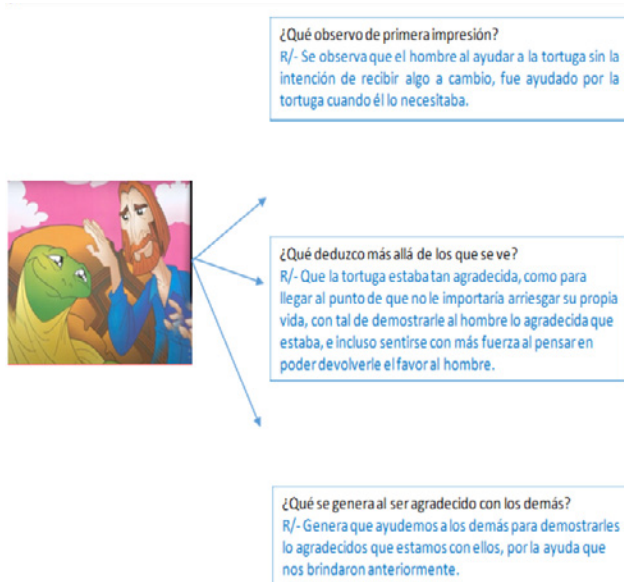 ¿Qué observo de primera impresión?
R/- Se observa que el hombre al ayudar a la tortuga sin la
intención de recibir algo a cambio, fue ayudado por la
tortuga cuando él lo necesitaba.
¿Qué deduzco más allá de los que se ve?
R/- Que la tortuga estaba tan agradecida, como para
llegar al punto de que no le importaría arriesgar su propia
vida, con tal de demostrarle al hombre lo agradecida que
estaba, e incluso sentirse con más fuerza al pensar en
poder devolverle el favor al hombre.
¿Qué se genera al ser agradecido con los demás?
R/- Genera que ayudemos a los demás para demostrarles
lo agradecidos que estamos con ellos, por la ayuda que
nos brindaron anteriormente.